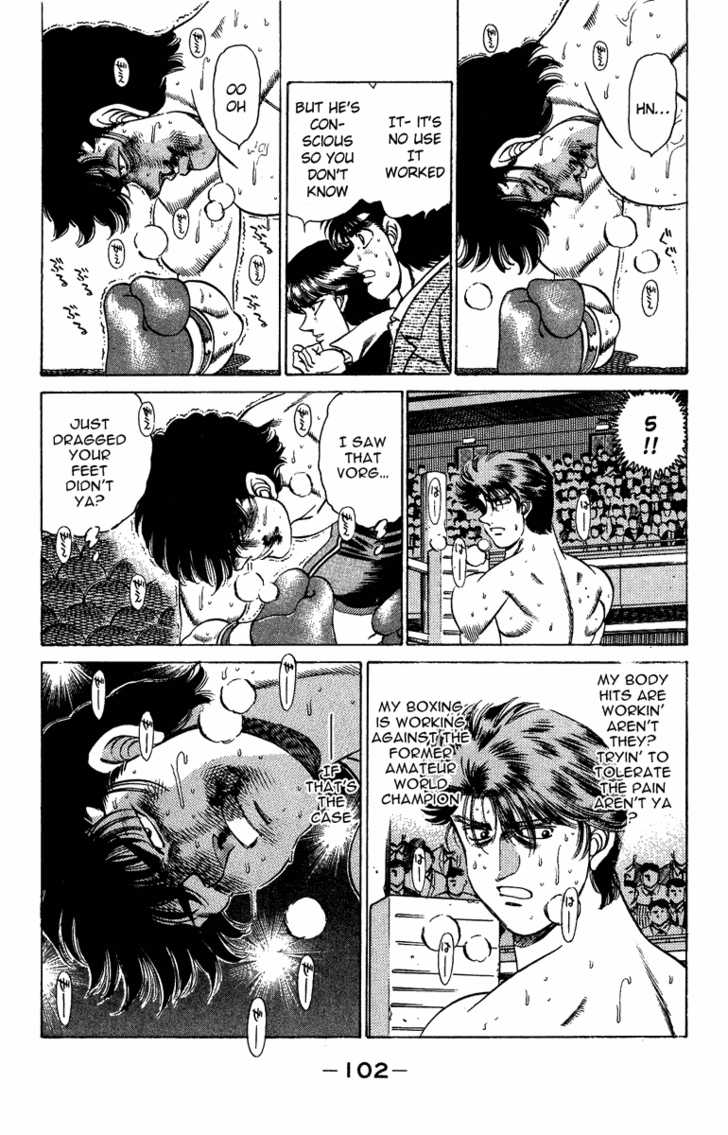 HN...
IT- IT'S
NO USE
IT
WORKED
BUT HE'S
CON-
SCIOUS
SO YOU
DON'T
KNOW
OO
OH
5
!!
I SAW
THAT
VORG...
JUST
DRAGGED
YOUR
FEET
DIDN'T
YA?
MY BODY
HITS ARE
WORKIN'
AREN'T
THEY?
TRYIN' TO
TOLERATE
THE PAIN
AREN'T YA
?
MY BOXING
IS WORKING
AGAINST THE
FORMER
AMATEUR
WORLD
CHAMPION
IF
THAT'S
THE
CASE
-102-